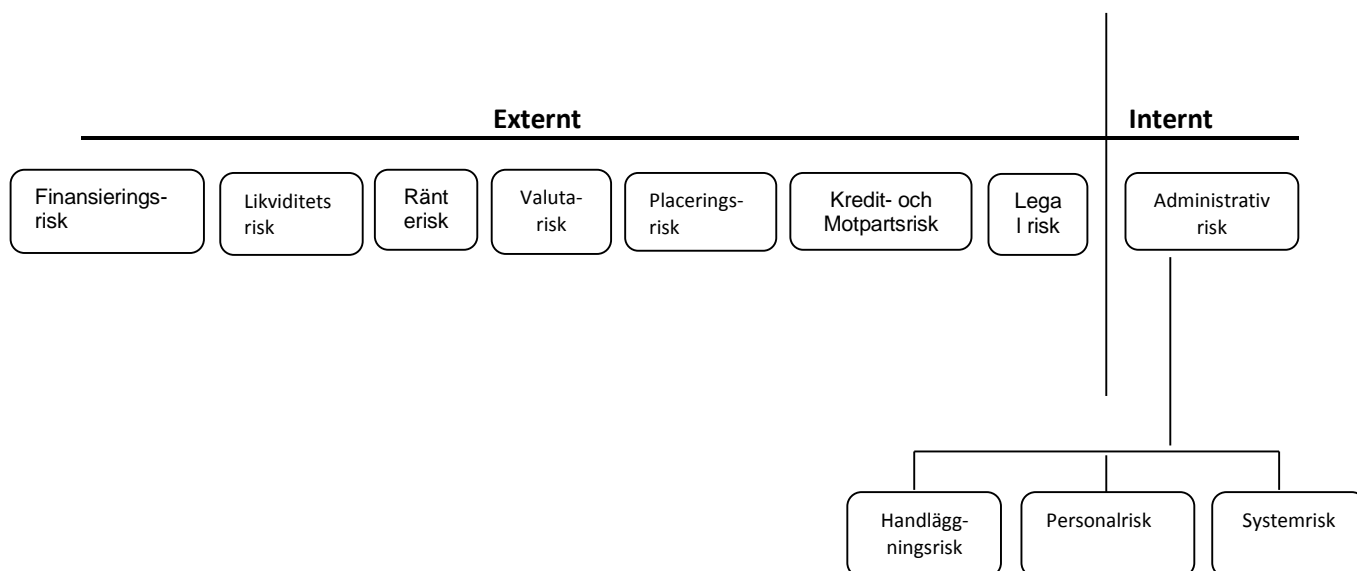 Externt
Internt
Finansierings-
risk
Likviditets
risk
Ränt
erisk
Valuta-
risk
Placerings-
risk
Kredit- och
Motpartsrisk
Lega
l risk
Administrativ
risk
Handlägg-
ningsrisk
Personalrisk
Systemrisk